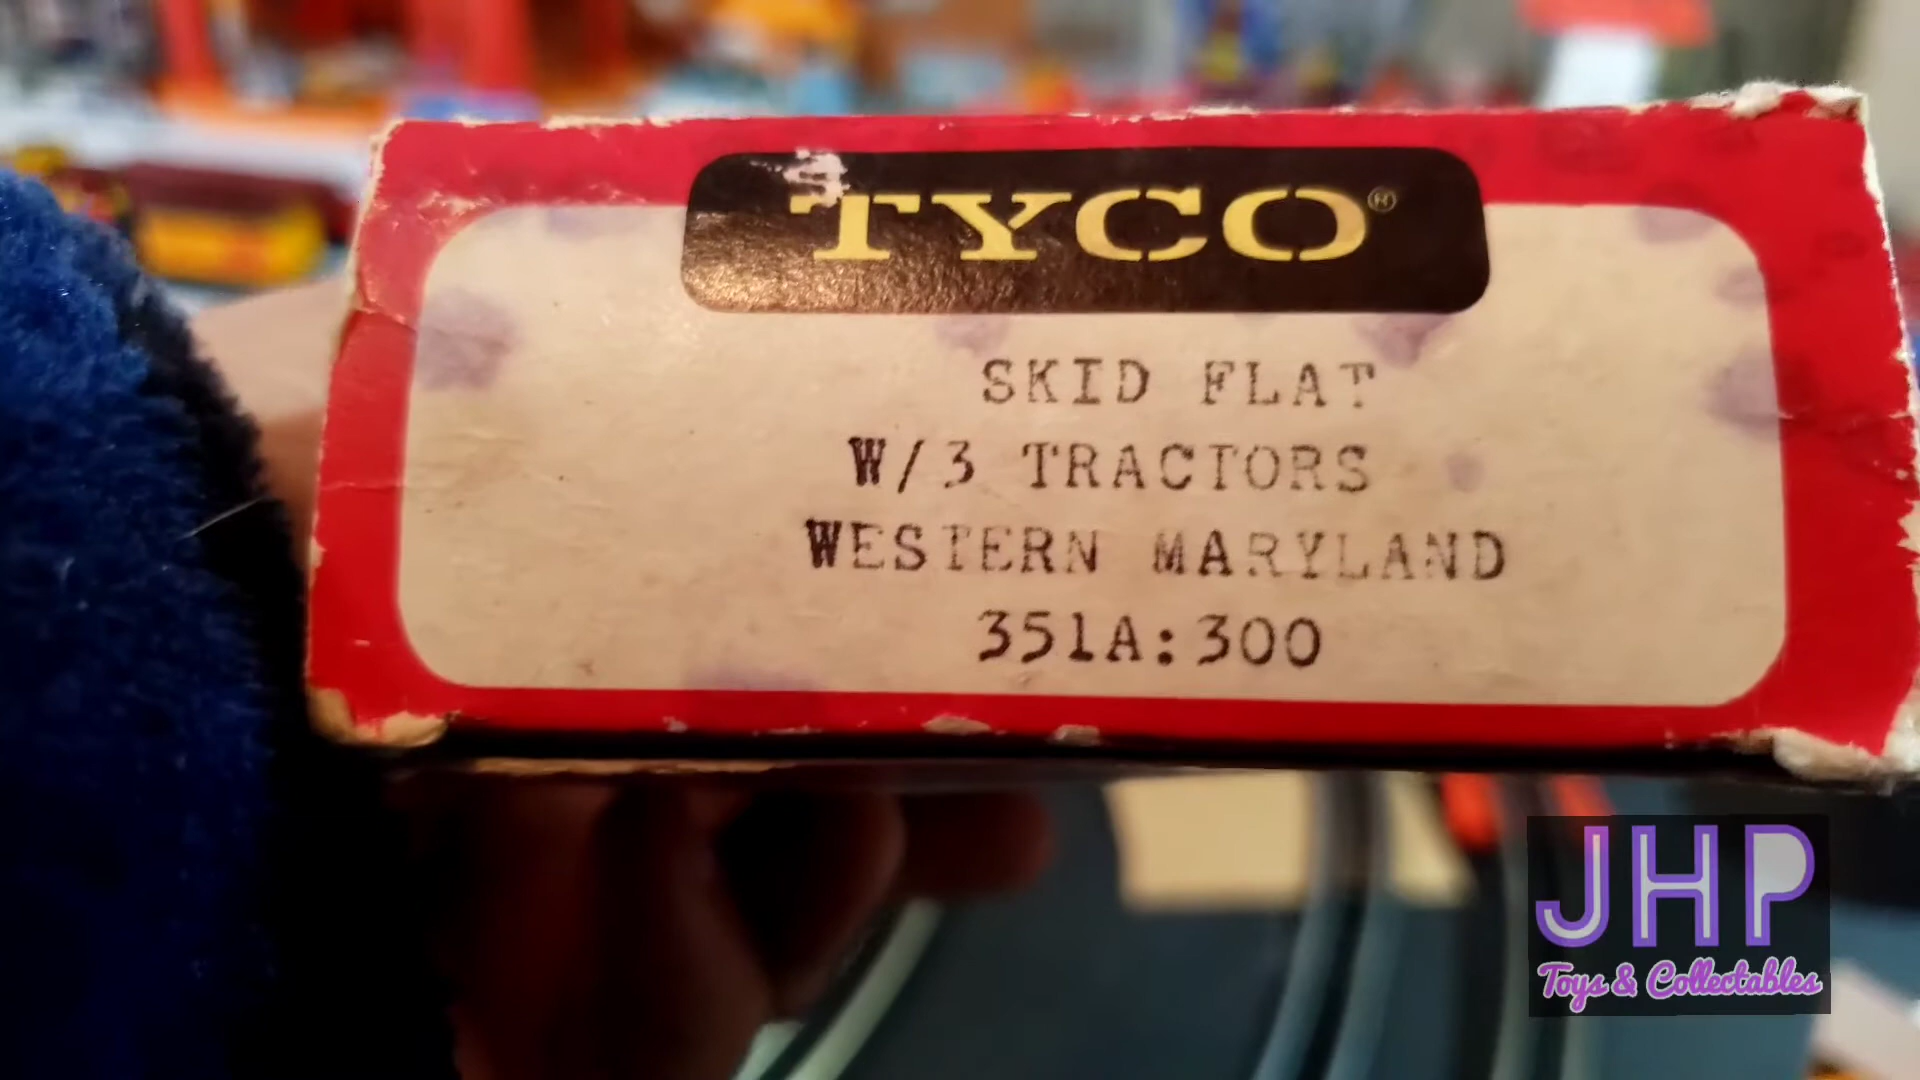 TYCO®
SKID FLAT
W/3 TRACTORS
WESTERN MARYLAND
351A:300
JHP
Toys & Collectables